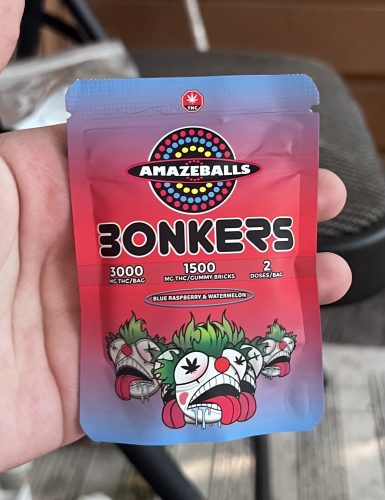 THC
AMAZEBALLS
BONKERS
3000 1500 2
MG THC/BAG MG THC/GUMMY BRICKS DOSES/BAG
BLUE RASPBERRY & WATERMELON